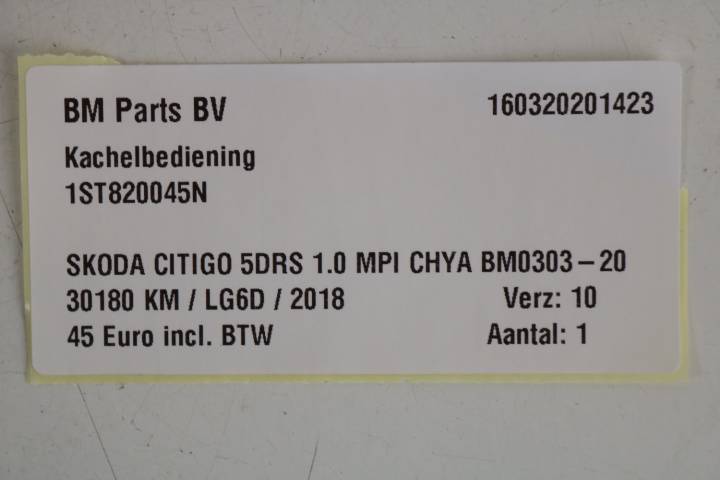 BM Parts BV 160320201423
Kachelbediening
1ST820045N
SKODA CITIGO 5DRS 1.0 MPI CHYA BM0303-20
30180 KM / LG6D / 2018 Verz: 10
45 Euro incl. BTW Aantal: 1